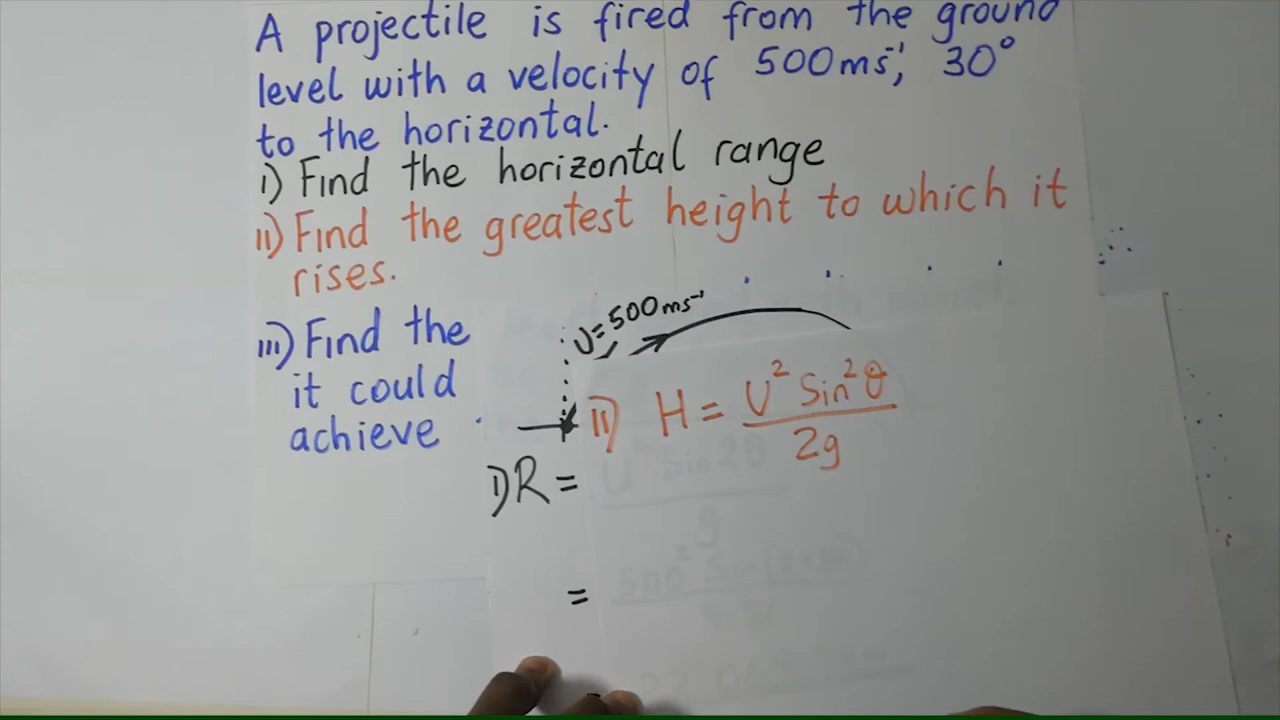 A projectile is fired from the ground
level with a velocity of 500ms⁻¹, 30°
to the horizontal.
i) Find the horizontal range
ii) Find the greatest height to which it
rises.
iii) Find the
it could
achieve
U=500ms⁻¹
ii) H = U² Sin²θ / 2g
i) R =
U² Sin2θ
g
=